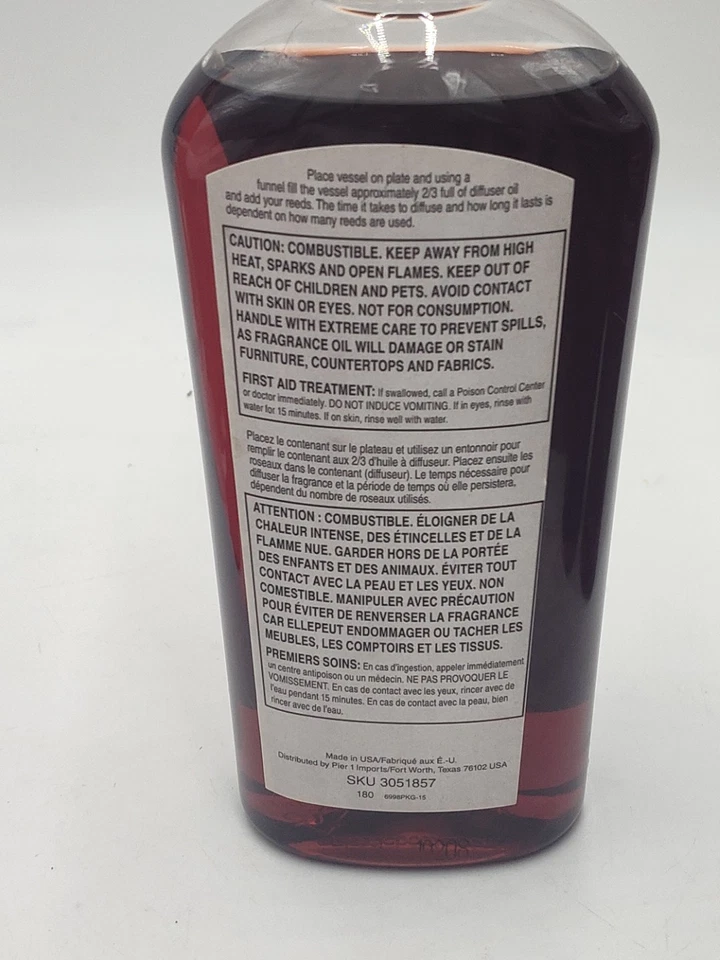 Place vessel on plate and using a
funnel fill the vessel approximately 2/3 full of diffuser oil
and add your reeds. The time it takes to diffuse and how long it lasts is
dependent on how many reeds are used.
CAUTION: COMBUSTIBLE. KEEP AWAY FROM HIGH
HEAT, SPARKS AND OPEN FLAMES. KEEP OUT OF
REACH OF CHILDREN AND PETS. AVOID CONTACT
WITH SKIN OR EYES. NOT FOR CONSUMPTION.
HANDLE WITH EXTREME CARE TO PREVENT SPILLS,
AS FRAGRANCE OIL WILL DAMAGE OR STAIN
FURNITURE, COUNTERTOPS AND FABRICS.
FIRST AID TREATMENT: If swallowed, call a Poison Control Center
or doctor immediately. DO NOT INDUCE VOMITING. If in eyes, rinse with
water for 15 minutes. If on skin, rinse well with water.
Placez le contenant sur le plateau et utilisez un entonnoir pour
remplir le contenant aux 2/3 d'huile à diffuseur. Placez ensuite les
roseaux dans le contenant (diffuseur). Le temps nécessaire pour
diffuser la fragrance et la période de temps où elle persistera,
dépendent du nombre de roseaux utilisés.
ATTENTION : COMBUSTIBLE. ÉLOIGNER DE LA
CHALEUR INTENSE, DES ÉTINCELLES ET DE LA
FLAMME NUE. GARDER HORS DE LA PORTÉE
DES ENFANTS ET DES ANIMAUX. ÉVITER TOUT
CONTACT AVEC LA PEAU ET LES YEUX. NON
COMESTIBLE. MANIPULER AVEC PRÉCAUTION
POUR ÉVITER DE RENVERSER LA FRAGRANCE
CAR ELLEPEUT ENDOMMAGER OU TACHER LES
MEUBLES, LES COMPTOIRS ET LES TISSUS.
PREMIERS SOINS: En cas d'ingestion, appeler immédiatement
un centre antipoison ou un médecin. NE PAS PROVOQUER LE
VOMISSEMENT. En cas de contact avec les yeux, rincer avec de
l'eau pendant 15 minutes. En cas de contact avec la peau, bien
rincer avec de l'eau.
Made in USA/Fabriqué aux É.-U.
Distributed by Pier 1 Imports/Fort Worth, Texas 76102 USA
SKU 3051857
180 6998PKG-15